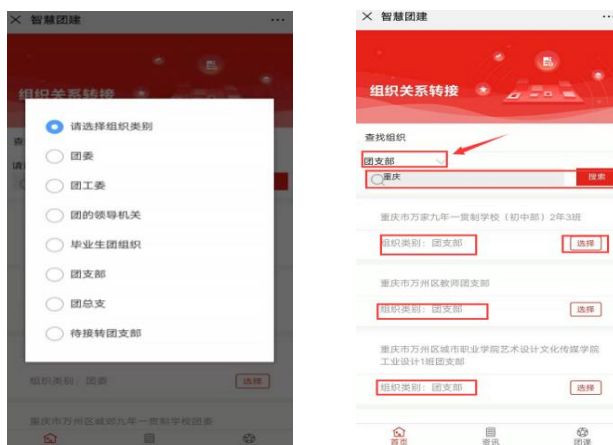 智慧团建
组织关系转接
请选择组织类别
团委
团工委
团的领导机关
毕业生团组织
团支部
团总支
待接转团支部
组织类别：团委
选择
重庆市万州区城郊九年一贯制学校团委
智慧团建
组织关系转接
查找组织
团支部
重庆
搜索
重庆市万家九年一贯制学校（初中部）2年3班
组织类别：团支部
选择
重庆市万州区教师团支部
组织类别：团支部
选择
重庆市万州区城市职业学院艺术设计文化传媒学院
工业设计1班团支部
组织类别：团支部
选择
首页
资讯
团课